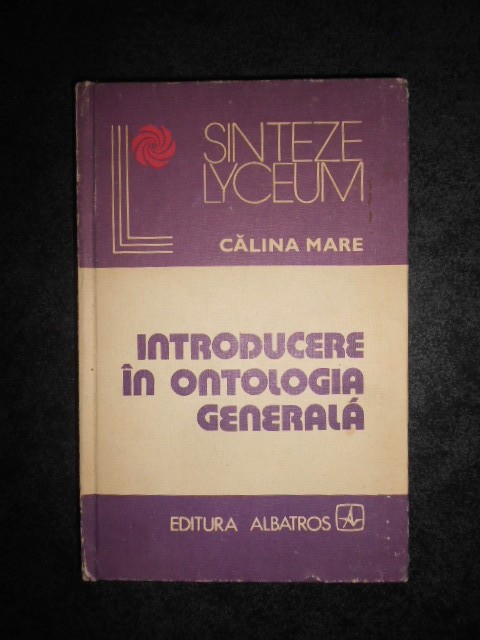 SINTEZE
LYCEUM
CĂLINA MARE
INTRODUCERE
ÎN ONTOLOGIA
GENERALĂ
EDITURA ALBATROS